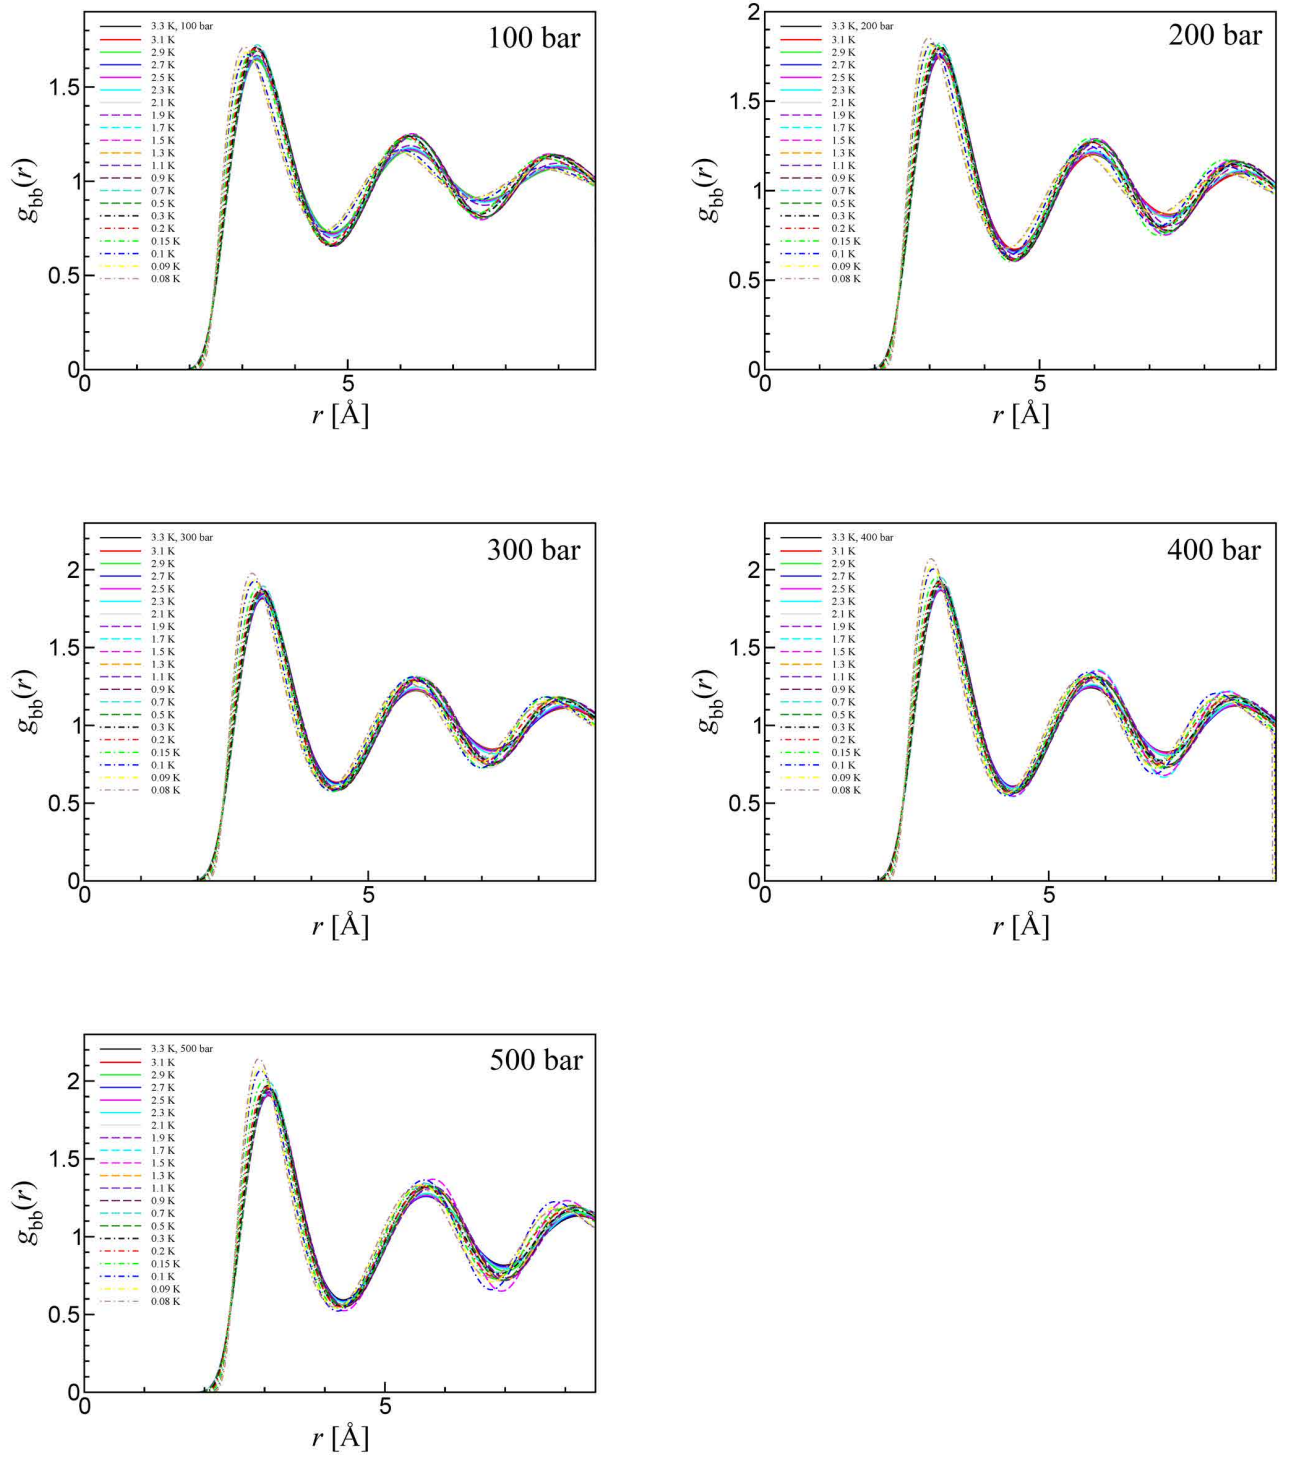 100 bar
3.3 K, 100 bar
3.1 K
2.9 K
2.7 K
2.5 K
2.3 K
2.1 K
1.9 K
1.7 K
1.5 K
1.3 K
1.1 K
0.9 K
0.7 K
0.5 K
0.3 K
0.2 K
0.15 K
0.1 K
0.09 K
0.08 K
1.5
1
0.5
0
0
5
g_bb(r)
r [Å]
200 bar
3.3 K, 200 bar
3.1 K
2.9 K
2.7 K
2.5 K
2.3 K
2.1 K
1.9 K
1.7 K
1.5 K
1.3 K
1.1 K
0.9 K
0.7 K
0.5 K
0.3 K
0.2 K
0.15 K
0.1 K
0.09 K
0.08 K
2
1.5
1
0.5
0
0
5
g_bb(r)
r [Å]
300 bar
3.3 K, 300 bar
3.1 K
2.9 K
2.7 K
2.5 K
2.3 K
2.1 K
1.9 K
1.7 K
1.5 K
1.3 K
1.1 K
0.9 K
0.7 K
0.5 K
0.3 K
0.2 K
0.15 K
0.1 K
0.09 K
0.08 K
2
1.5
1
0.5
0
0
5
g_bb(r)
r [Å]
400 bar
3.3 K, 400 bar
3.1 K
2.9 K
2.7 K
2.5 K
2.3 K
2.1 K
1.9 K
1.7 K
1.5 K
1.3 K
1.1 K
0.9 K
0.7 K
0.5 K
0.3 K
0.2 K
0.15 K
0.1 K
0.09 K
0.08 K
2
1.5
1
0.5
0
0
5
g_bb(r)
r [Å]
500 bar
3.3 K, 500 bar
3.1 K
2.9 K
2.7 K
2.5 K
2.3 K
2.1 K
1.9 K
1.7 K
1.5 K
1.3 K
1.1 K
0.9 K
0.7 K
0.5 K
0.3 K
0.2 K
0.15 K
0.1 K
0.09 K
0.08 K
2
1.5
1
0.5
0
0
5
g_bb(r)
r [Å]